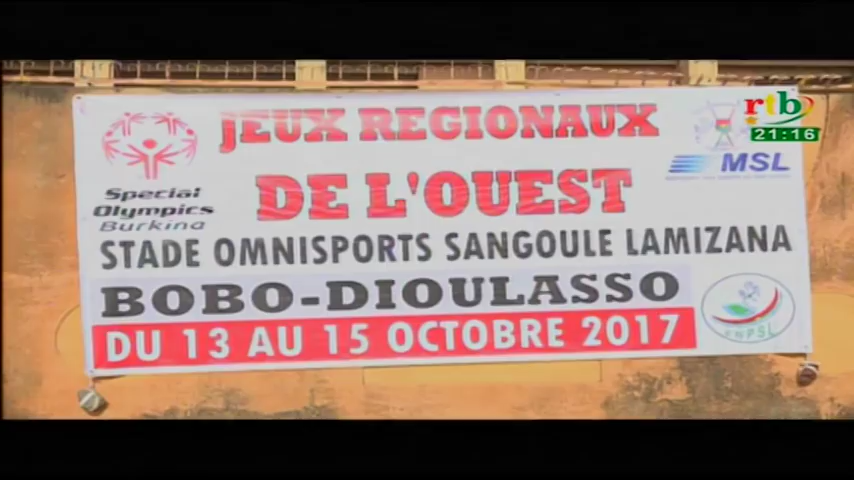 rtb
21:16
JEUX REGIONAUX
DE L'OUEST
Special
Olympics
Burkina
MSL
STADE OMNISPORTS SANGOULE LAMIZANA
BOBO-DIOULASSO
DU 13 AU 15 OCTOBRE 2017